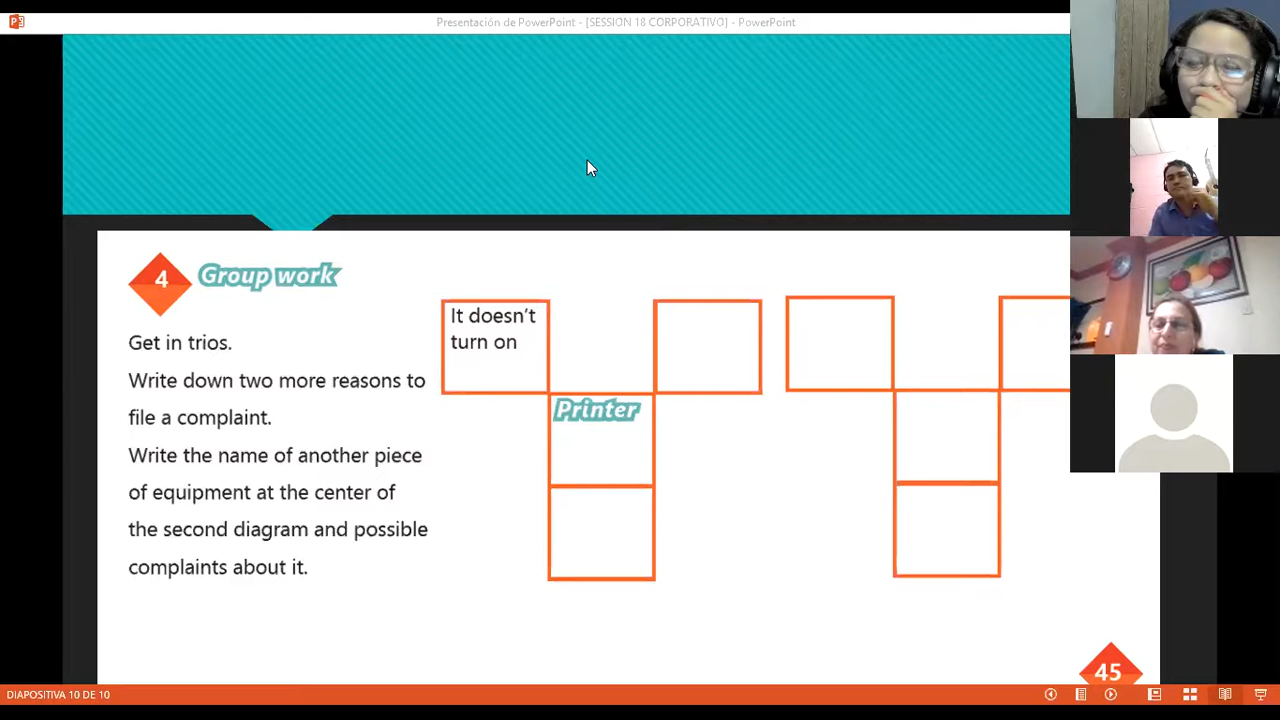 Presentación de PowerPoint - [SESSION 18 CORPORATIVO] - PowerPoint
4
Group work
Get in trios.
Write down two more reasons to
file a complaint.
Write the name of another piece
of equipment at the center of
the second diagram and possible
complaints about it.
It doesn't
turn on
Printer
45
DIAPOSITIVA 10 DE 10